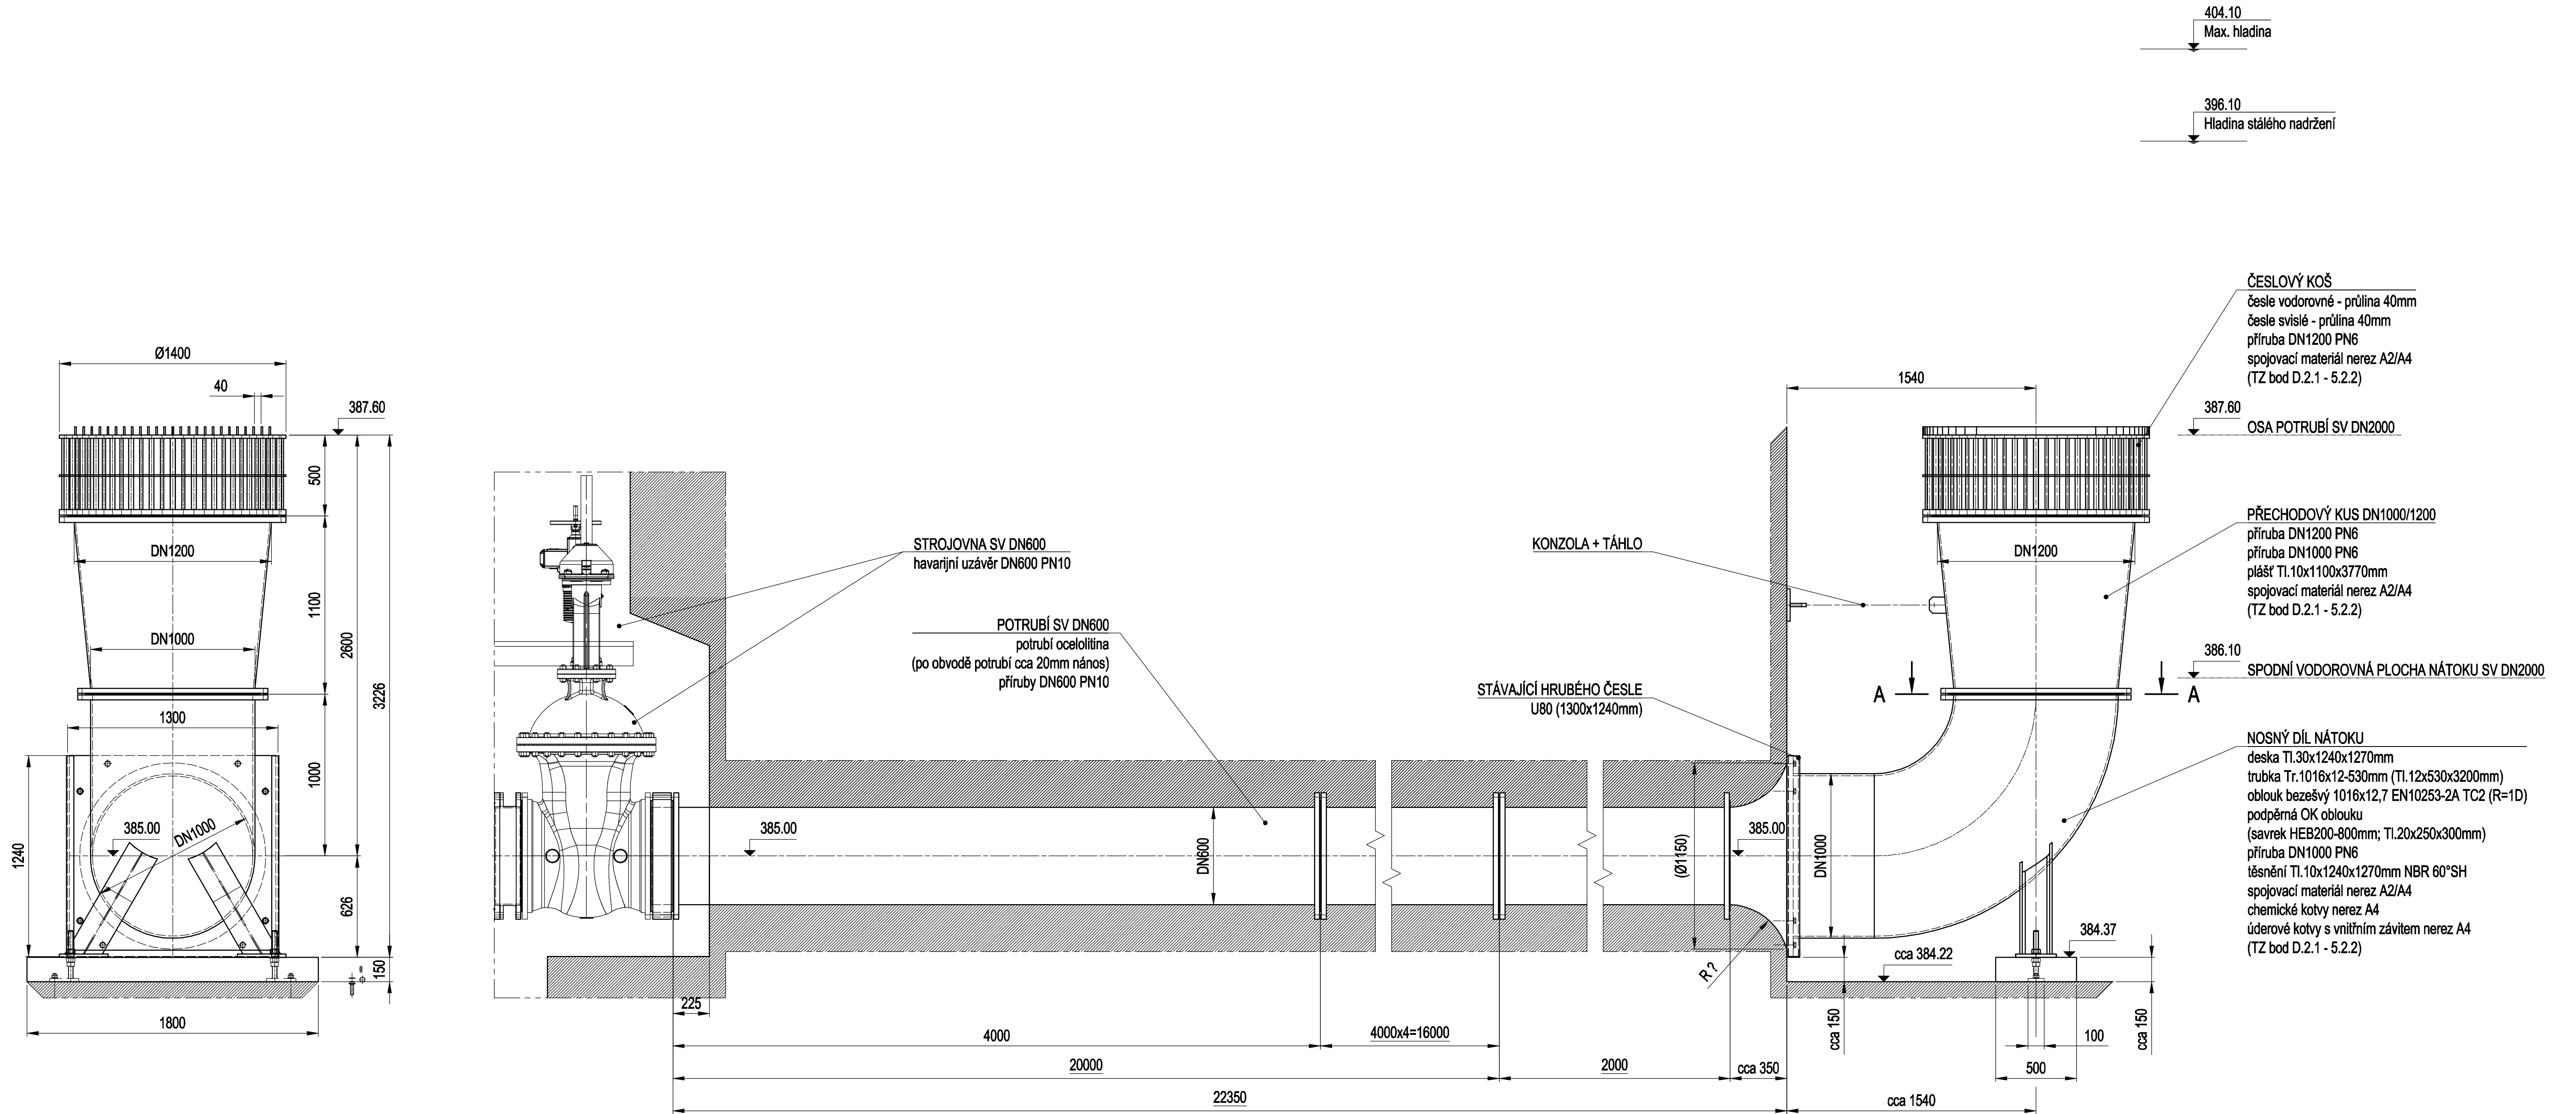 404.10
Max. hladina
396.10
Hladina stálého nadržení
ČESLOVÝ KOŠ
česle vodorovné - průlina 40mm
česle svislé - průlina 40mm
příruba DN1200 PN6
spojovací materiál nerez A2/A4
(TZ bod D.2.1 - 5.2.2)
387.60
OSA POTRUBÍ SV DN2000
PŘECHODOVÝ KUS DN1000/1200
příruba DN1200 PN6
příruba DN1000 PN6
plášť Tl.10x1100x3770mm
spojovací materiál nerez A2/A4
(TZ bod D.2.1 - 5.2.2)
386.10
SPODNÍ VODOROVNÁ PLOCHA NÁTOKU SV DN2000
NOSNÝ DÍL NÁTOKU
deska Tl.30x1240x1270mm
trubka Tr.1016x12-530mm (Tl.12x530x3200mm)
oblouk bezešvý 1016x12,7 EN10253-2A TC2 (R=1D)
podpěrná OK oblouku
(savrek HEB200-800mm; Tl.20x250x300mm)
příruba DN1000 PN6
těsnění Tl.10x1240x1270mm NBR 60°SH
spojovací materiál nerez A2/A4
chemické kotvy nerez A4
úderové kotvy s vnitřním závitem nerez A4
(TZ bod D.2.1 - 5.2.2)
Ø1400
40
387.60
500
DN1200
1100
DN1000
2600
3226
1300
1000
1240
385.00
DN1000
626
150
1800
STROJOVNA SV DN600
havarijní uzávěr DN600 PN10
POTRUBÍ SV DN600
potrubí ocelolitina
(po obvodě potrubí cca 20mm nános)
příruby DN600 PN10
KONZOLA + TÁHLO
STÁVAJÍCÍ HRUBÉHO ČESLE
U80 (1300x1240mm)
1540
DN1200
A
A
385.00
DN600
(Ø1150)
385.00
DN1000
R ?
cca 384.22
384.37
225
4000
4000x4=16000
20000
2000
cca 350
22350
cca 1540
cca 150
100
500
cca 150